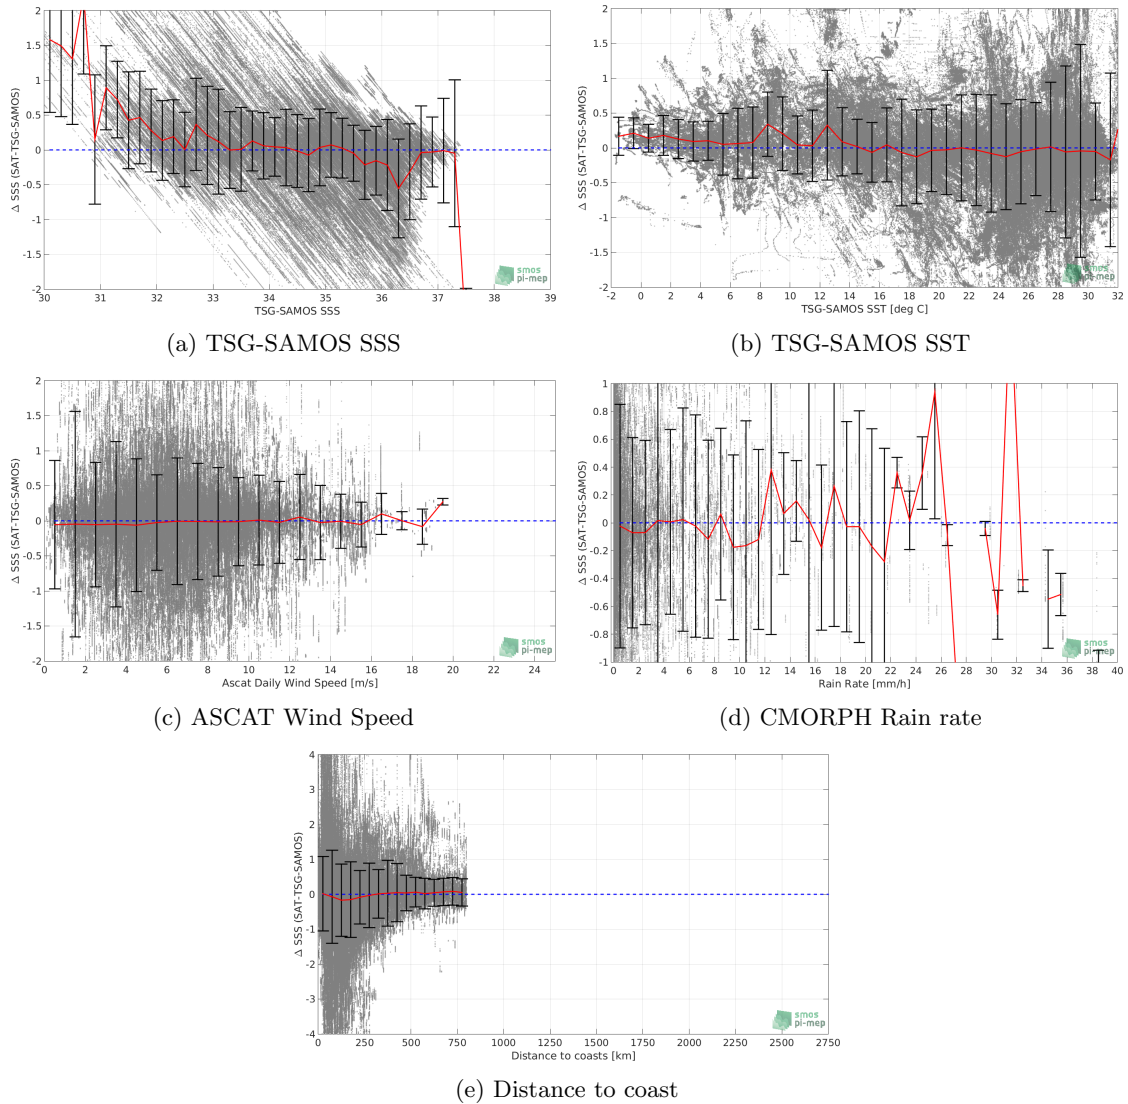 2
1.5
1
0.5
0
-0.5
-1
-1.5
-2
Δ SSS (SAT-TSG-SAMOS)
30 31 32 33 34 35 36 37 38 39
TSG-SAMOS SSS
smos
pi-mep
(a) TSG-SAMOS SSS
2
1.5
1
0.5
0
-0.5
-1
-1.5
-2
Δ SSS (SAT-TSG-SAMOS)
-2 0 2 4 6 8 10 12 14 16 18 20 22 24 26 28 30 32
TSG-SAMOS SST [deg C]
smos
pi-mep
(b) TSG-SAMOS SST
2
1.5
1
0.5
0
-0.5
-1
-1.5
-2
Δ SSS (SAT-TSG-SAMOS)
0 2 4 6 8 10 12 14 16 18 20 22 24
Ascat Daily Wind Speed [m/s]
smos
pi-mep
(c) ASCAT Wind Speed
1
0.8
0.6
0.4
0.2
0
-0.2
-0.4
-0.6
-0.8
-1
Δ SSS (SAT-TSG-SAMOS)
0 2 4 6 8 10 12 14 16 18 20 22 24 26 28 30 32 34 36 38 40
Rain Rate [mm/h]
smos
pi-mep
(d) CMORPH Rain rate
4
3
2
1
0
-1
-2
-3
-4
Δ SSS (SAT-TSG-SAMOS)
0 250 500 750 1000 1250 1500 1750 2000 2250 2500 2750
Distance to coasts [km]
smos
pi-mep
(e) Distance to coast